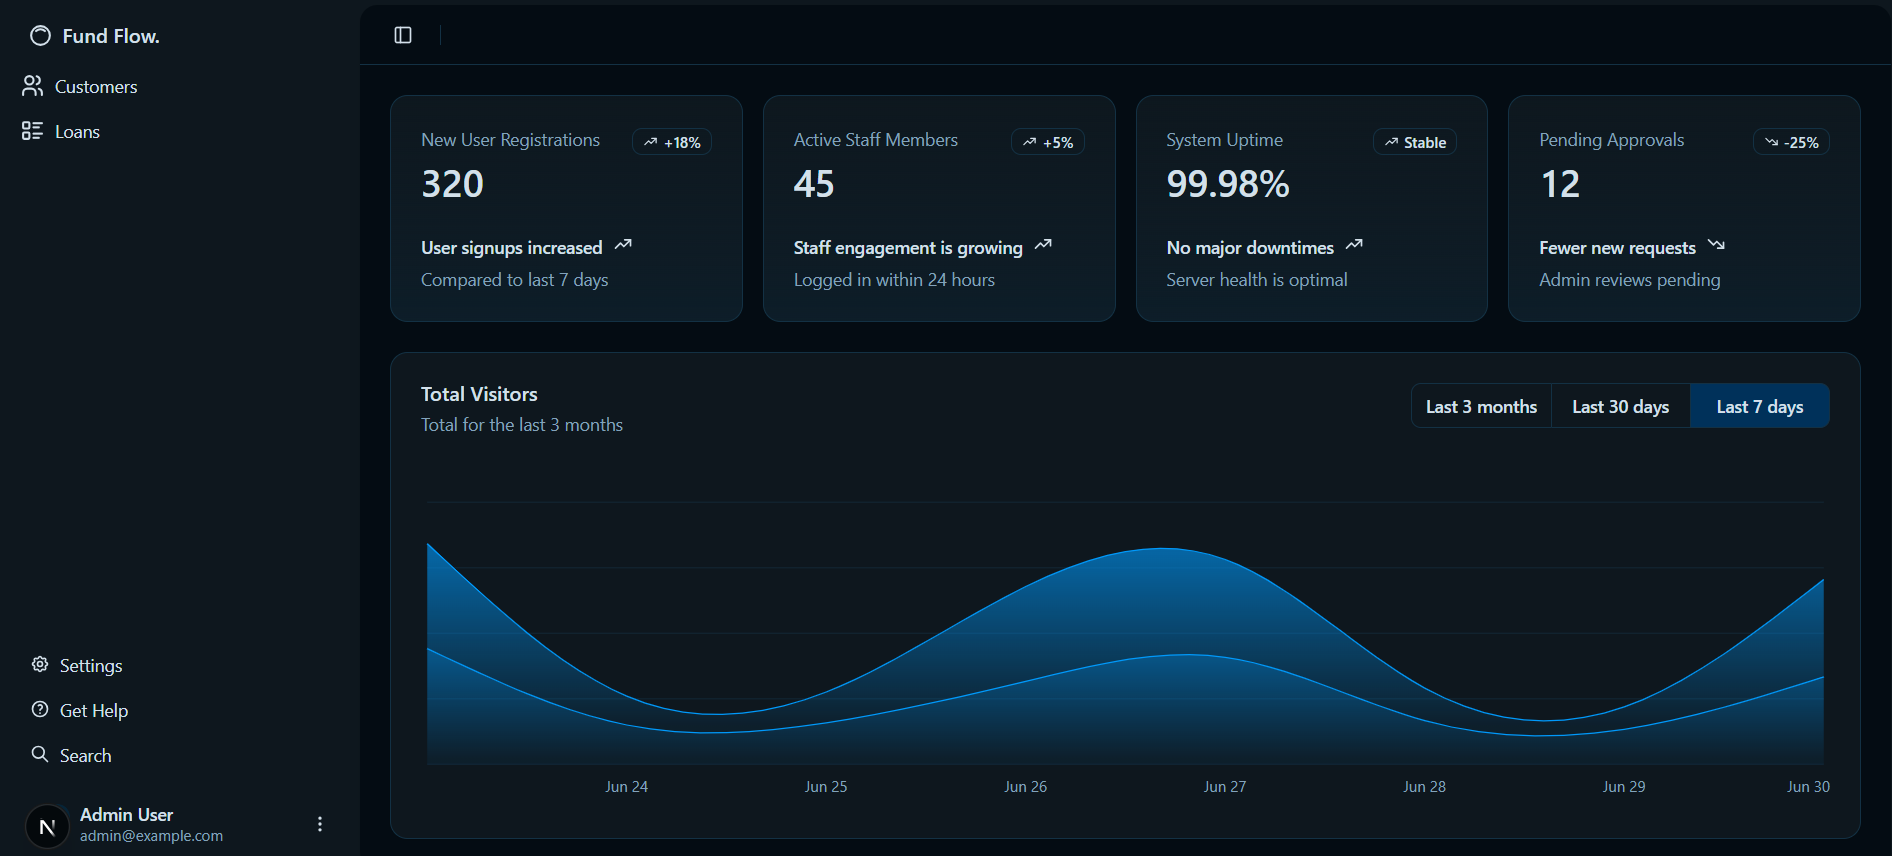 Fund Flow.
Customers
Loans
New User Registrations
+18%
320
User signups increased
Compared to last 7 days
Active Staff Members
+5%
45
Staff engagement is growing
Logged in within 24 hours
System Uptime
Stable
99.98%
No major downtimes
Server health is optimal
Pending Approvals
-25%
12
Fewer new requests
Admin reviews pending
Total Visitors
Total for the last 3 months
Last 3 months
Last 30 days
Last 7 days
Jun 24
Jun 25
Jun 26
Jun 27
Jun 28
Jun 29
Jun 30
Settings
Get Help
Search
N
Admin User
admin@example.com